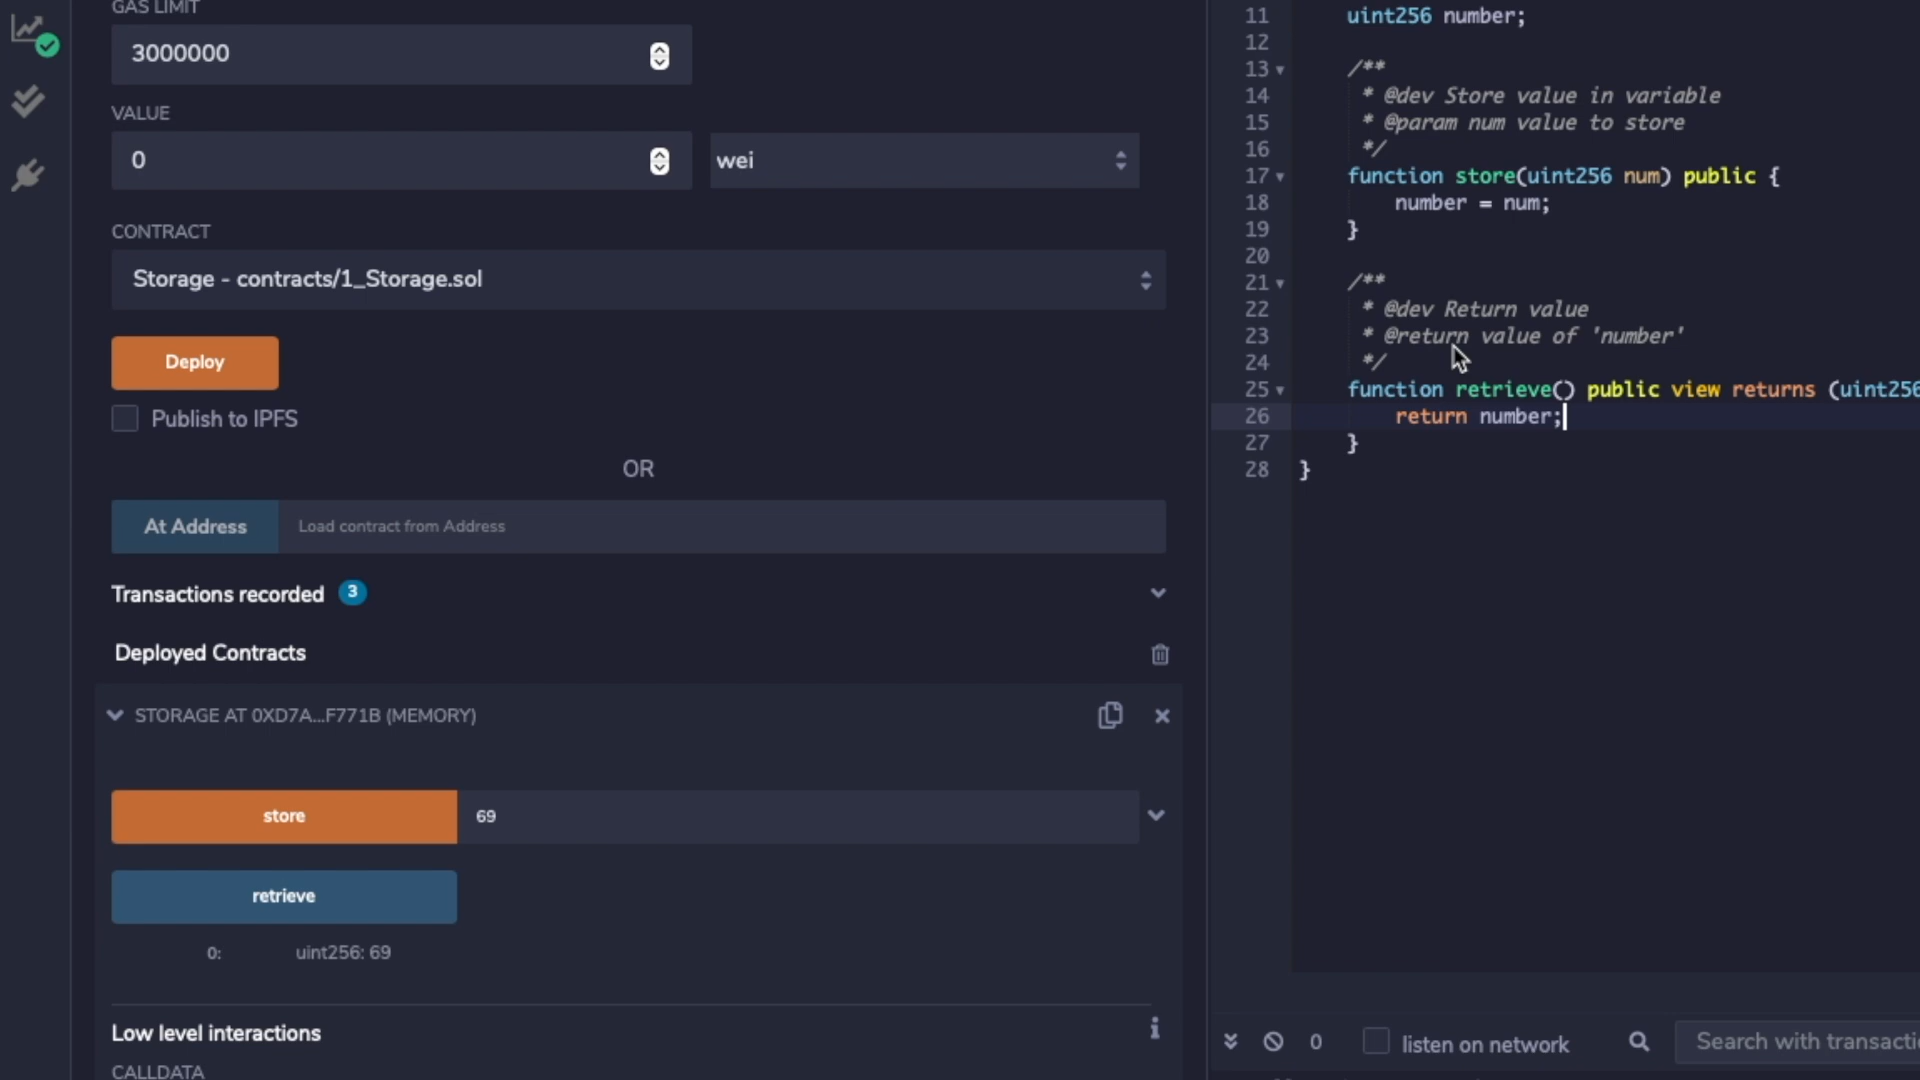 GAS LIMIT
3000000
VALUE
0
wei
CONTRACT
Storage - contracts/1_Storage.sol
Deploy
Publish to IPFS
OR
At Address
Load contract from Address
Transactions recorded 3
Deployed Contracts
STORAGE AT 0XD7A...F771B (MEMORY)
store
69
retrieve
0: uint256: 69
Low level interactions
i
CALLDATA
11 uint256 number;
12
13 /**
14 * @dev Store value in variable
15 * @param num value to store
16 */
17 function store(uint256 num) public {
18 number = num;
19 }
20
21 /**
22 * @dev Return value
23 * @return value of 'number'
24 */
25 function retrieve() public view returns (uint256
26 return number;
27 }
28 }
0 listen on network
Search with transacti